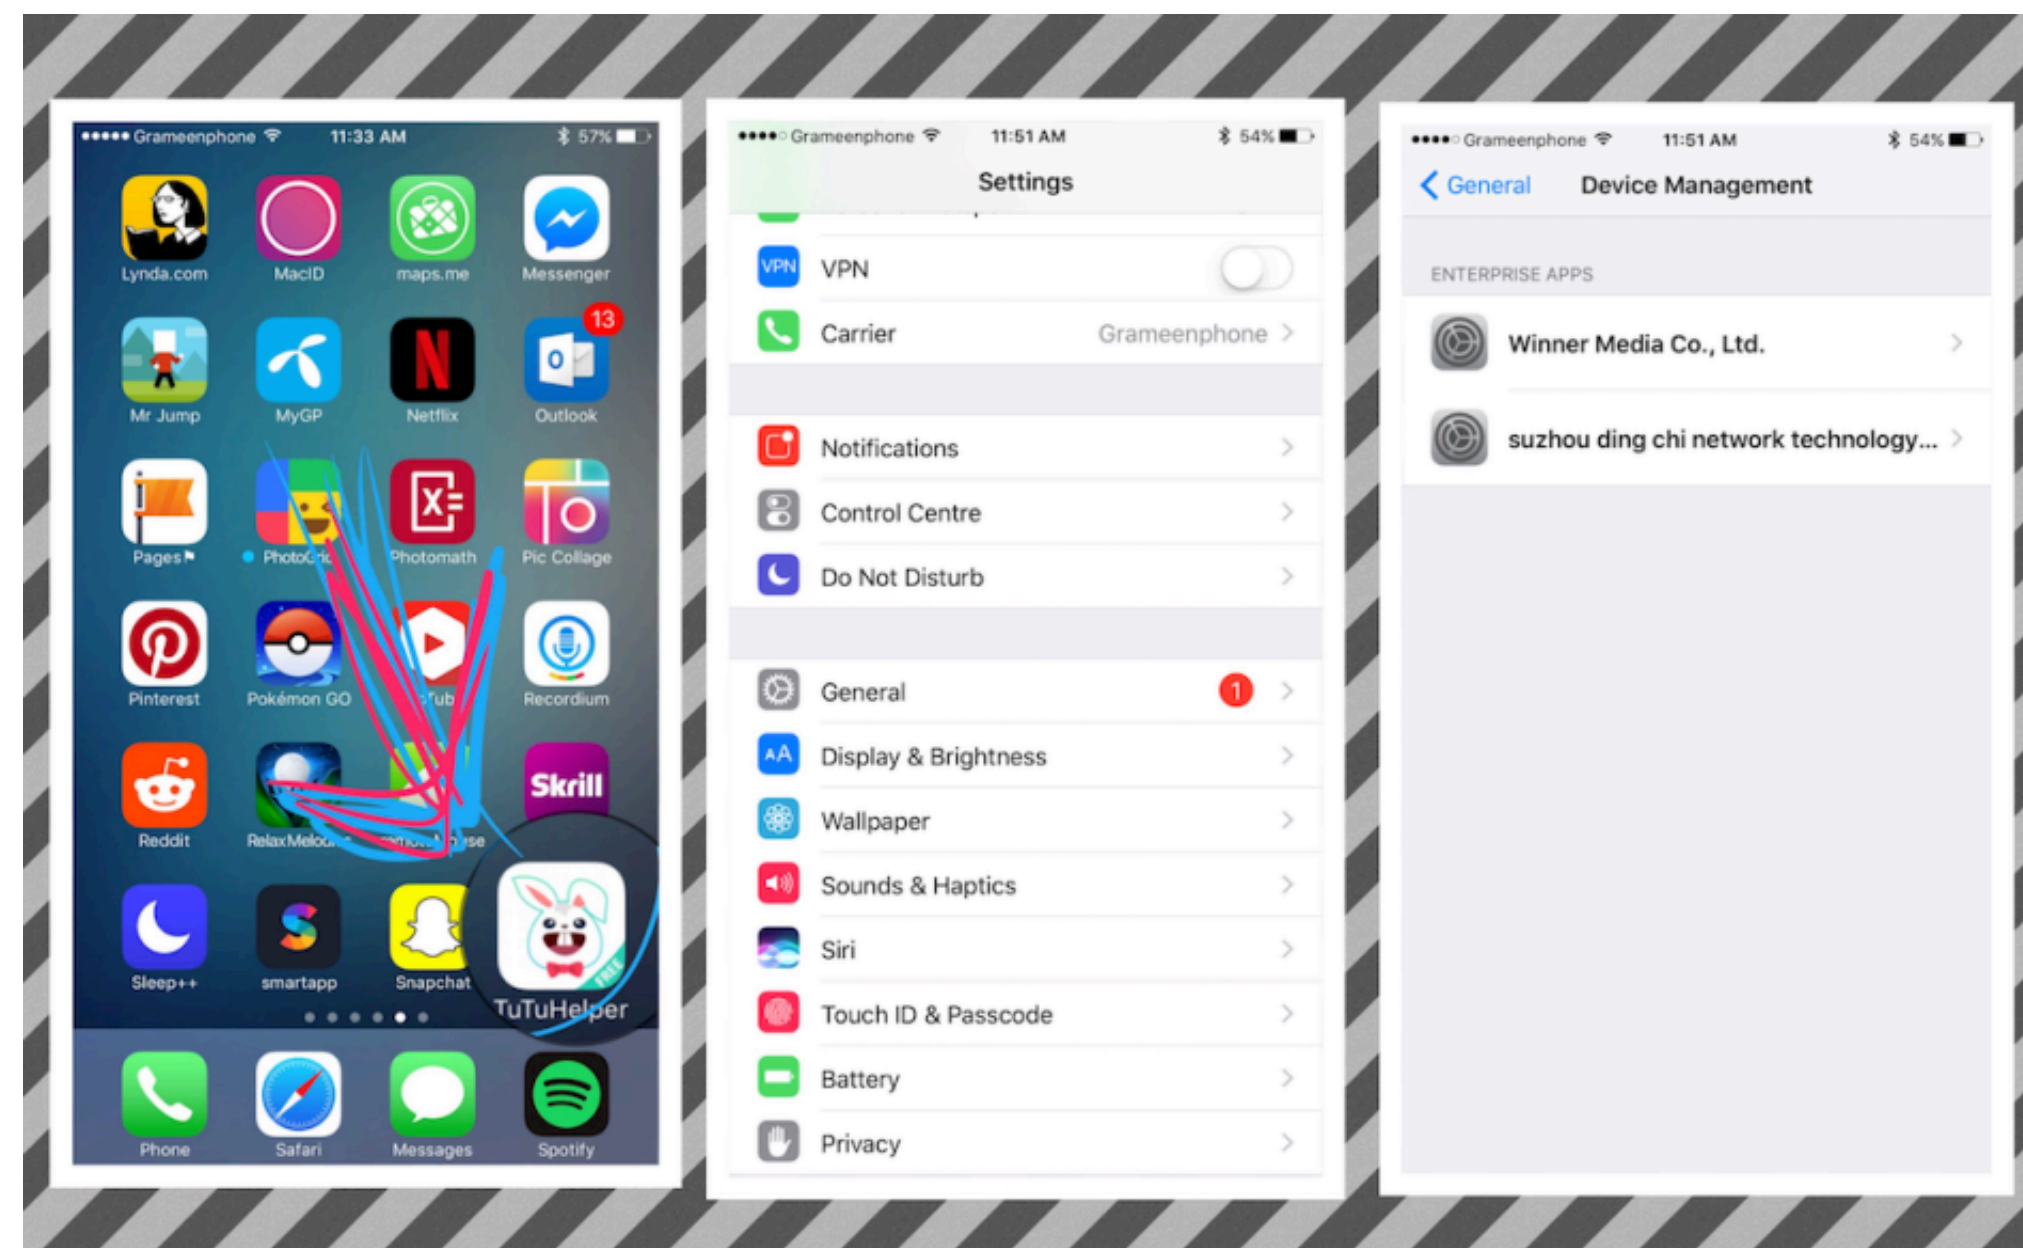 Grameenphone 11:33 AM 57%
Lynda.com MacID maps.me Messenger
13
Mr Jump MyGP Netflix Outlook
Pages PhotoGrid Photomath Pic Collage
Pinterest Pokémon GO Recordium
Skrill
Reddit
FREE
Sleep++ smartapp Snapchat
TuTuHelper
Phone Safari Messages Spotify
Grameenphone 11:51 AM 54%
Settings
VPN VPN
Carrier Grameenphone
Notifications
Control Centre
Do Not Disturb
General 1
AA Display & Brightness
Wallpaper
Sounds & Haptics
Siri
Touch ID & Passcode
Battery
Privacy
Grameenphone 11:51 AM 54%
General Device Management
ENTERPRISE APPS
Winner Media Co., Ltd.
suzhou ding chi network technology...